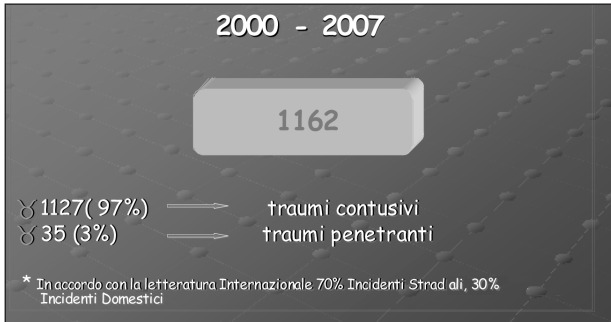 2000 - 2007
1162
♉ 1127( 97%) ⟹ traumi contusivi
♉ 35 (3%) ⟹ traumi penetranti
* In accordo con la letteratura Internazionale 70% Incidenti Strad ali, 30%
Incidenti Domestici